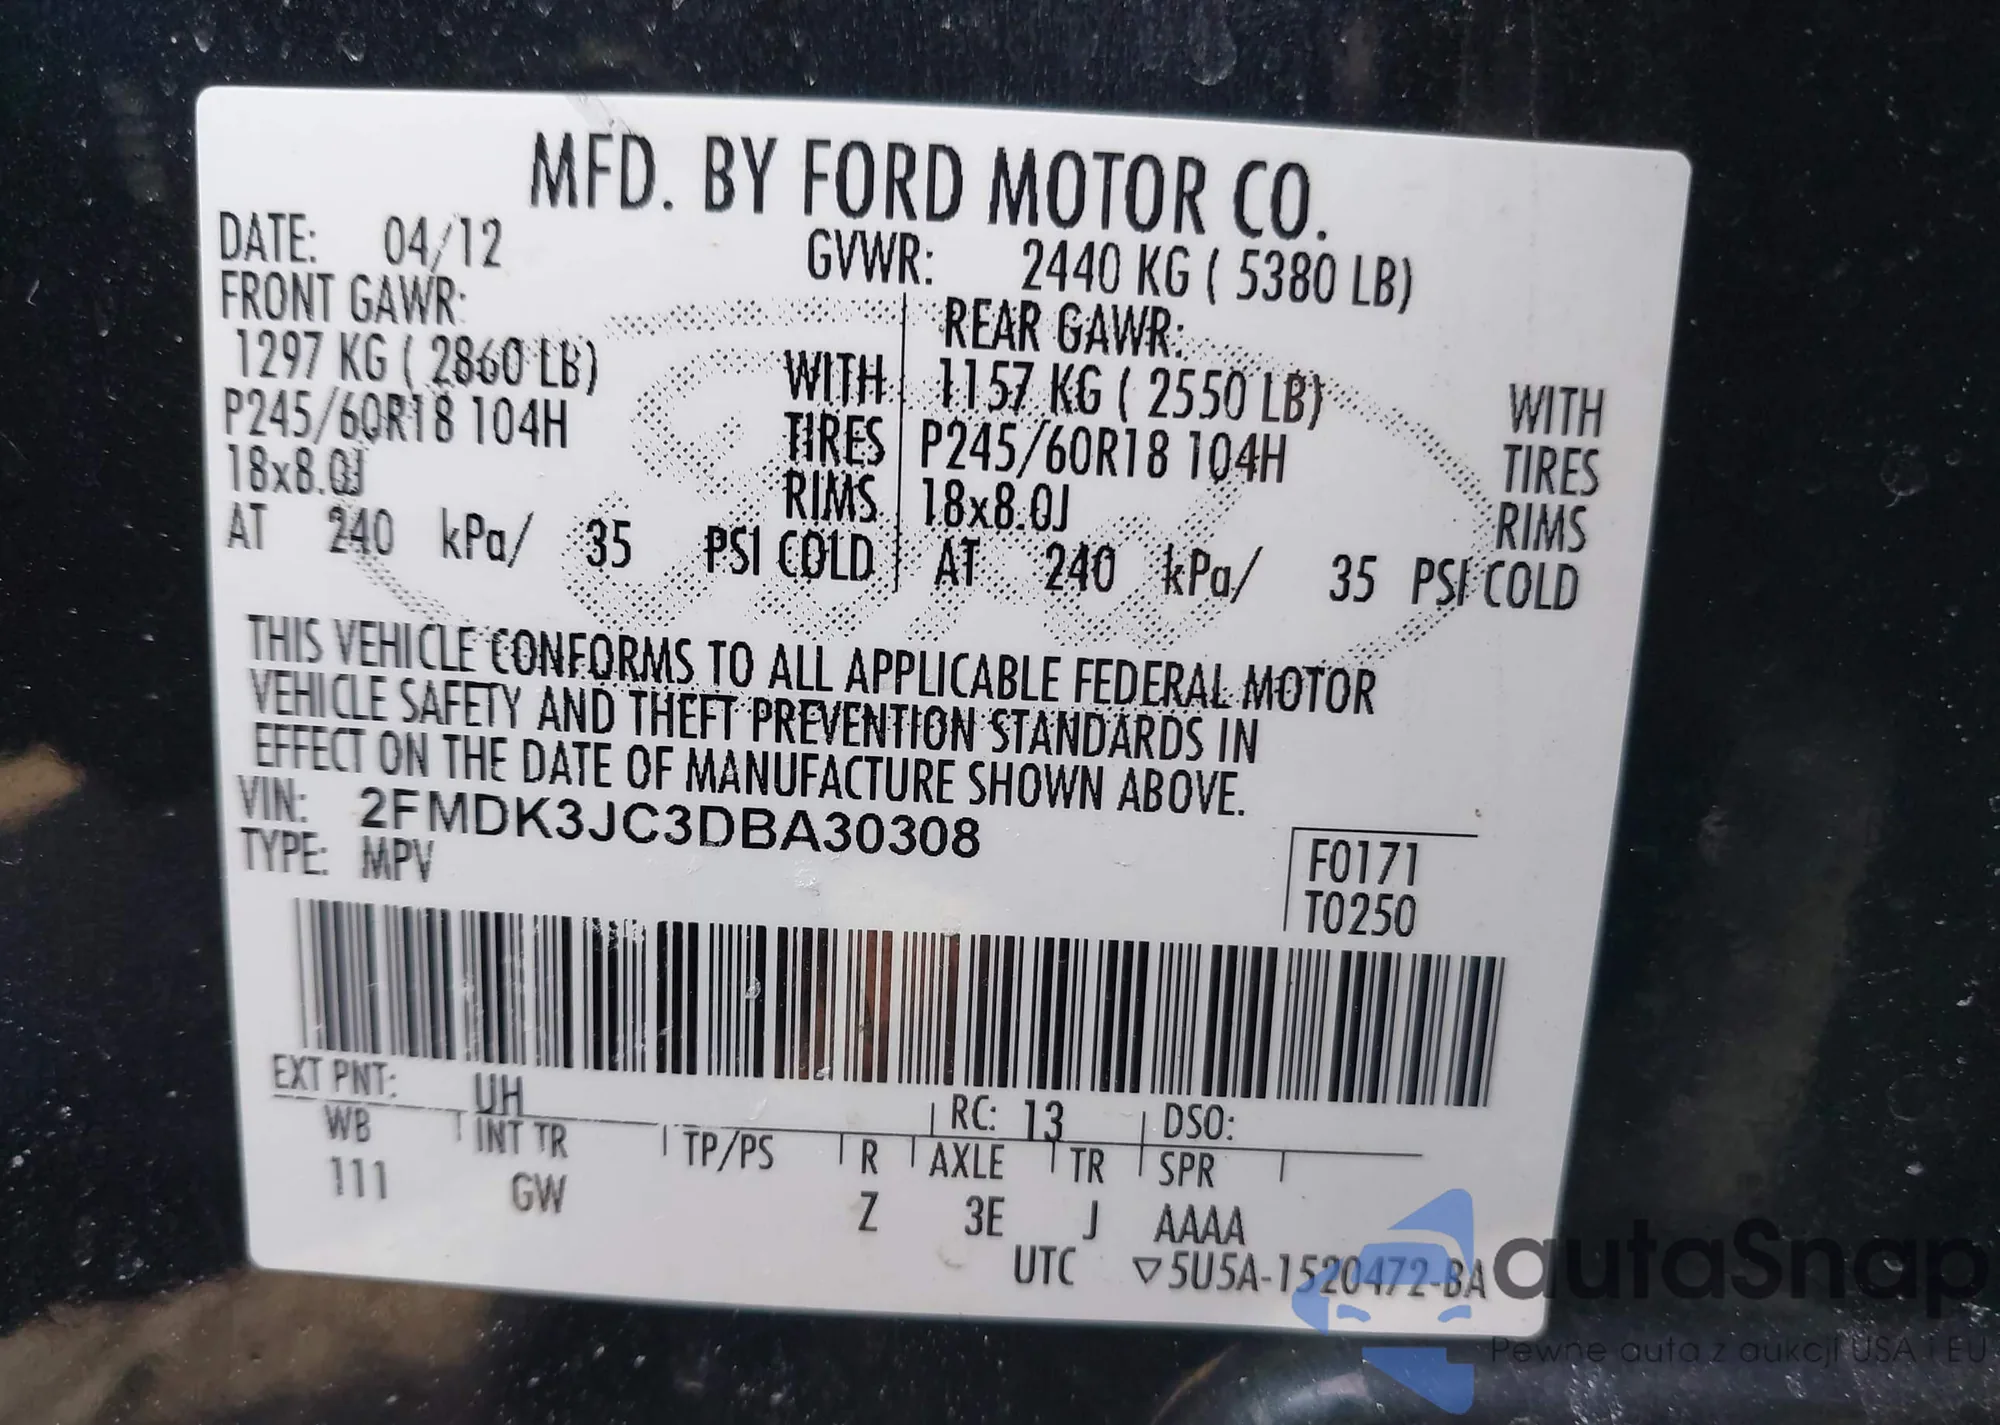 MFD. BY FORD MOTOR CO.
DATE: 04/12 GVWR: 2440 KG ( 5380 LB)
FRONT GAWR: REAR GAWR:
1297 KG ( 2860 LB) WITH 1157 KG ( 2550 LB) WITH
P245/60R18 104H TIRES P245/60R18 104H TIRES
18x8.0J RIMS 18x8.0J RIMS
AT 240 kPa/ 35 PSI COLD AT 240 kPa/ 35 PSI COLD
THIS VEHICLE CONFORMS TO ALL APPLICABLE FEDERAL MOTOR
VEHICLE SAFETY AND THEFT PREVENTION STANDARDS IN
EFFECT ON THE DATE OF MANUFACTURE SHOWN ABOVE.
VIN: 2FMDK3JC3DBA30308
TYPE: MPV
F0171
T0250
EXT PNT: UH RC: 13 DSO:
WB INT TR TP/PS R AXLE TR SPR
111 GW Z 3E J AAAA
UTC ▽5U5A-1520472-BA
autaSnap
Pewne auta z aukcji USA i EU